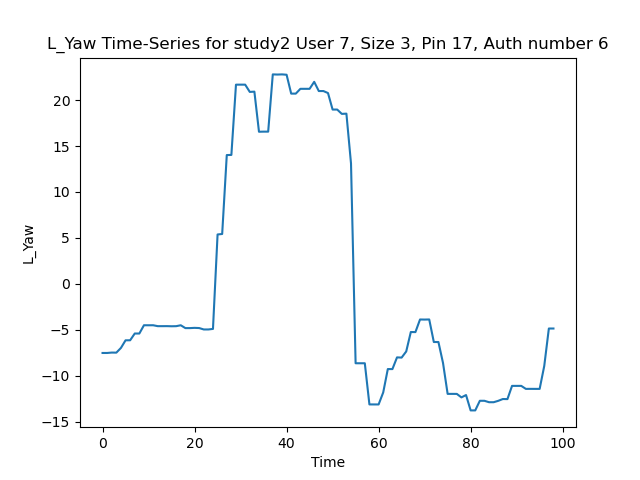 L_Yaw Time-Series for study2 User 7, Size 3, Pin 17, Auth number 6
20
15
10
5
0
−5
−10
−15
L_Yaw
0 20 40 60 80 100
Time